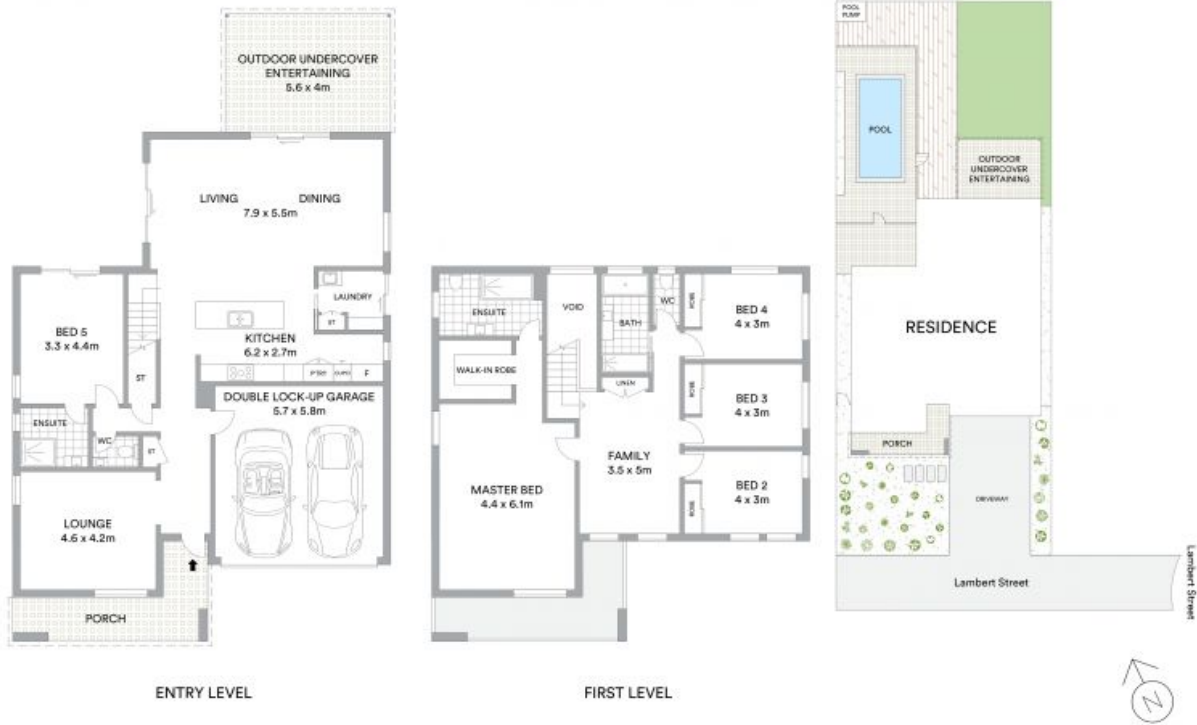 OUTDOOR UNDERCOVER
ENTERTAINING
5.6 x 4m
LIVING
DINING
7.9 x 5.5m
LAUNDRY
ST
BED 5
3.3 x 4.4m
ST
KITCHEN
6.2 x 2.7m
PTRY
F
DOUBLE LOCK-UP GARAGE
5.7 x 5.8m
ENSUITE
WC
ST
LOUNGE
4.6 x 4.2m
PORCH
ENTRY LEVEL
ENSUITE
VOID
BATH
WC
ROBE
BED 4
4 x 3m
WALK-IN ROBE
LINEN
ROBE
BED 3
4 x 3m
FAMILY
3.5 x 5m
MASTER BED
4.4 x 6.1m
ROBE
BED 2
4 x 3m
FIRST LEVEL
POOL
PUMP
POOL
OUTDOOR
UNDERCOVER
ENTERTAINING
RESIDENCE
PORCH
DRIVEWAY
Lambert Street
Lambert Street
N